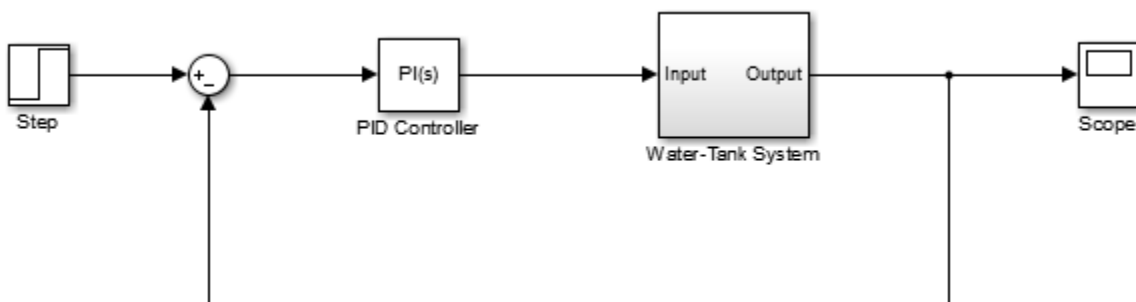 +
−
PI(s)
Input
Output
Step
PID Controller
Water-Tank System
Scope